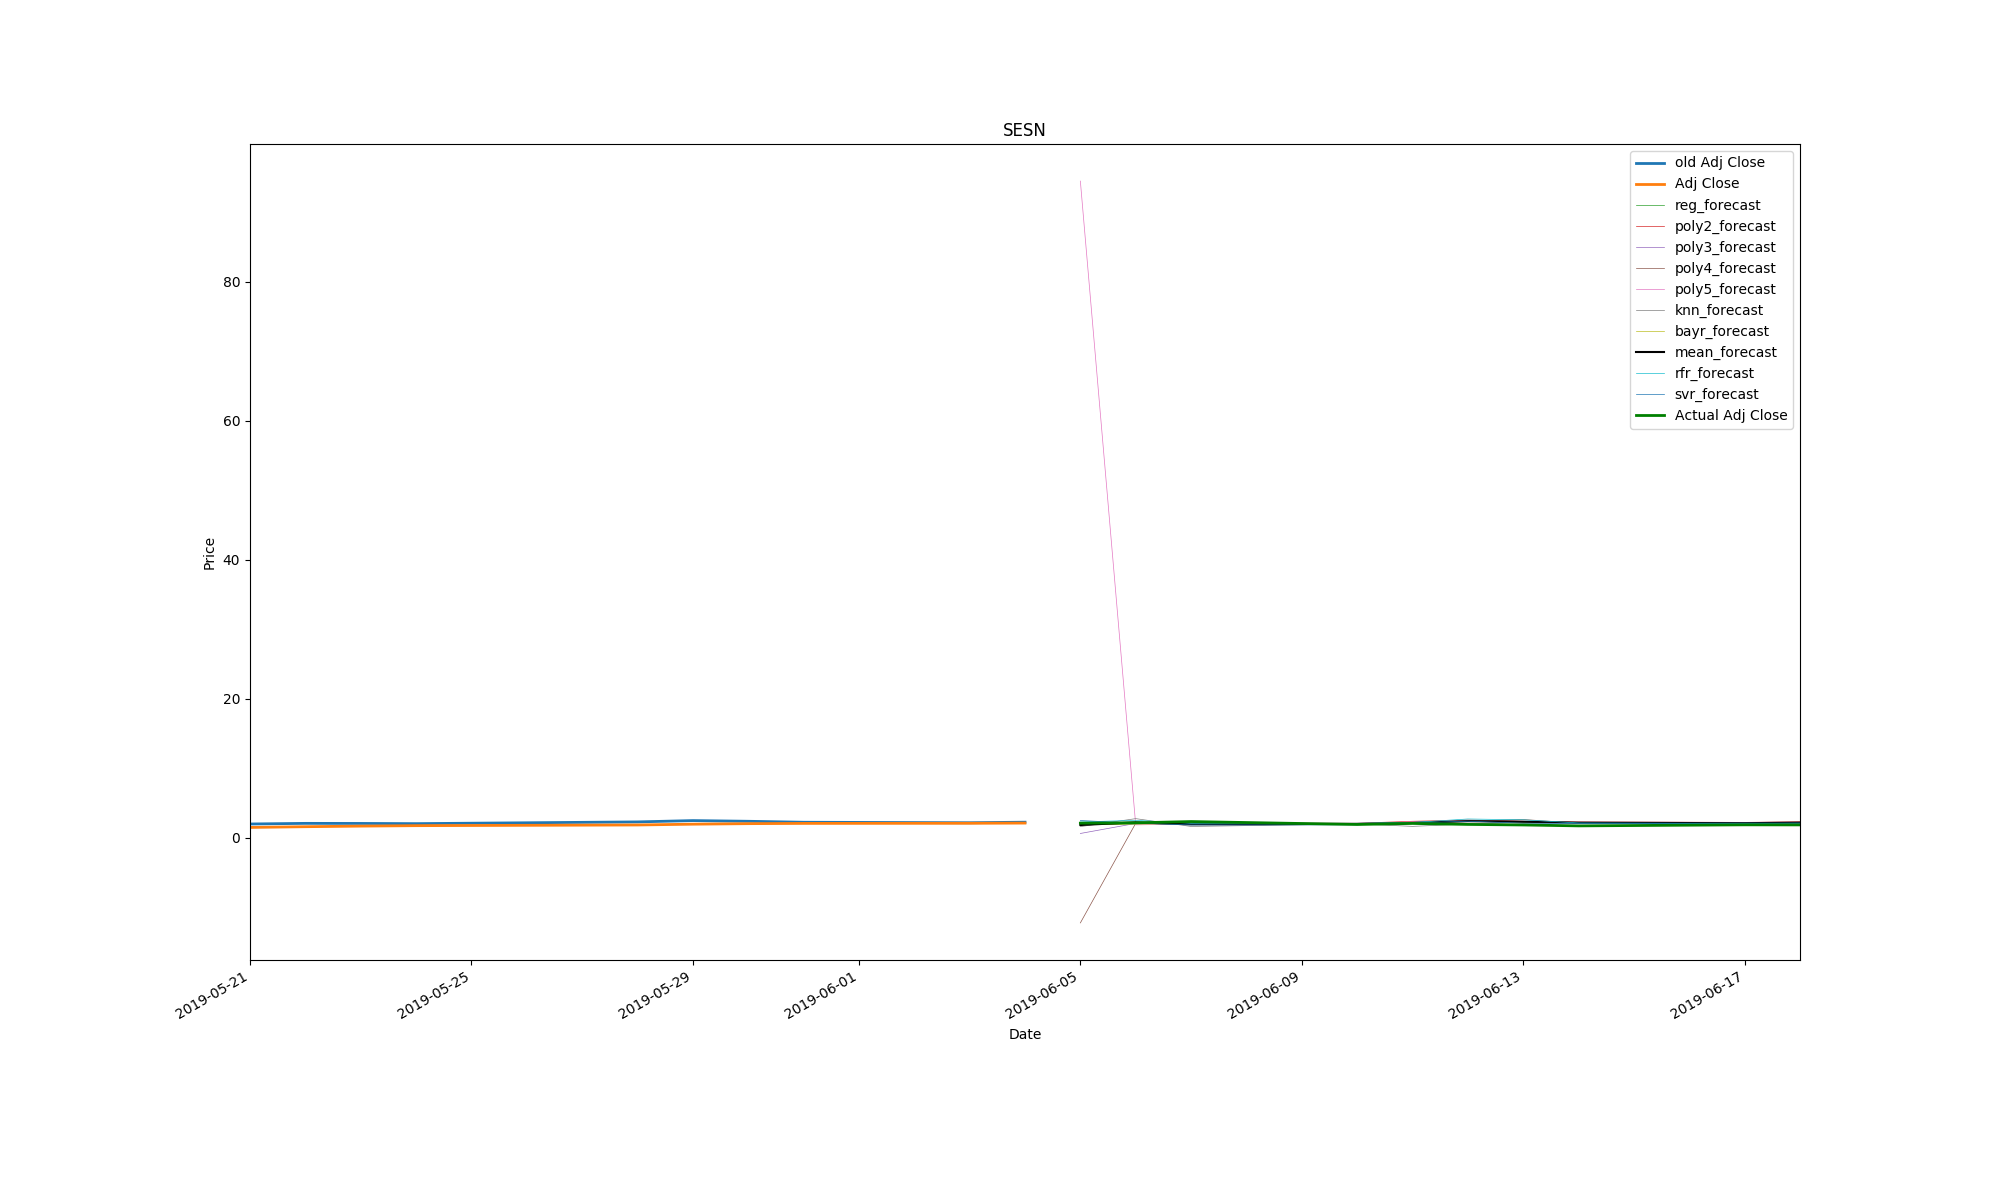 SESN
old Adj Close
Adj Close
reg_forecast
poly2_forecast
poly3_forecast
poly4_forecast
poly5_forecast
knn_forecast
bayr_forecast
mean_forecast
rfr_forecast
svr_forecast
Actual Adj Close
80
60
40
20
0
Price
2019-05-21
2019-05-25
2019-05-29
2019-06-01
2019-06-05
2019-06-09
2019-06-13
2019-06-17
Date